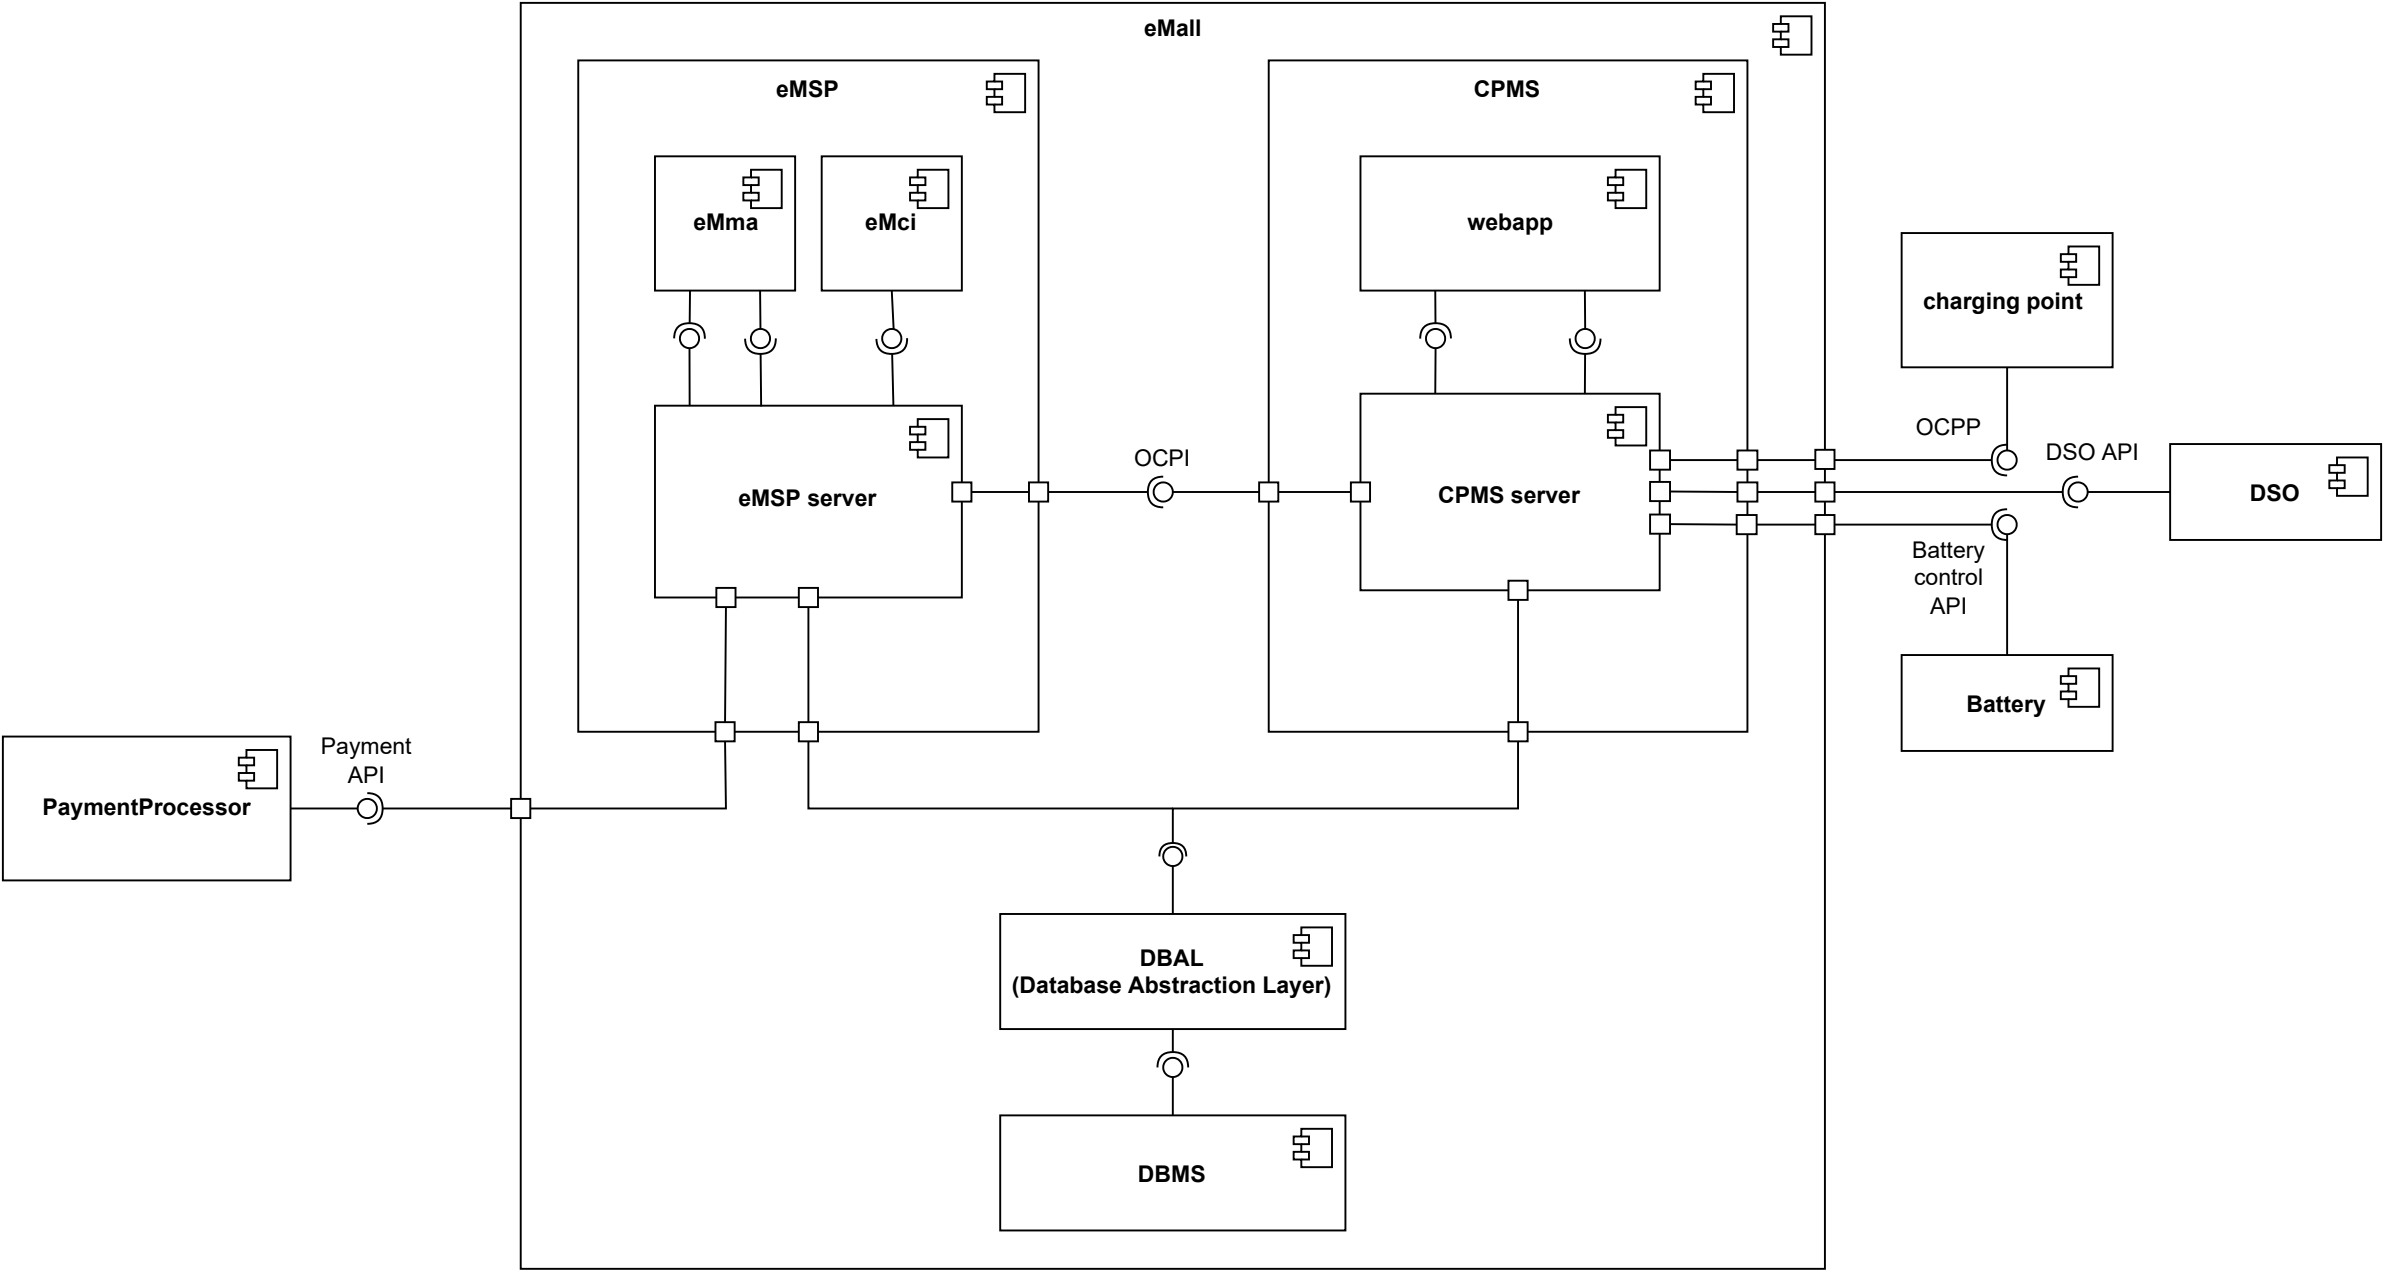 eMall
eMSP
CPMS
eMma
eMci
webapp
charging point
OCPP
DSO API
OCPI
eMSP server
CPMS server
DSO
Battery
control
API
Battery
Payment
API
PaymentProcessor
DBAL
(Database Abstraction Layer)
DBMS